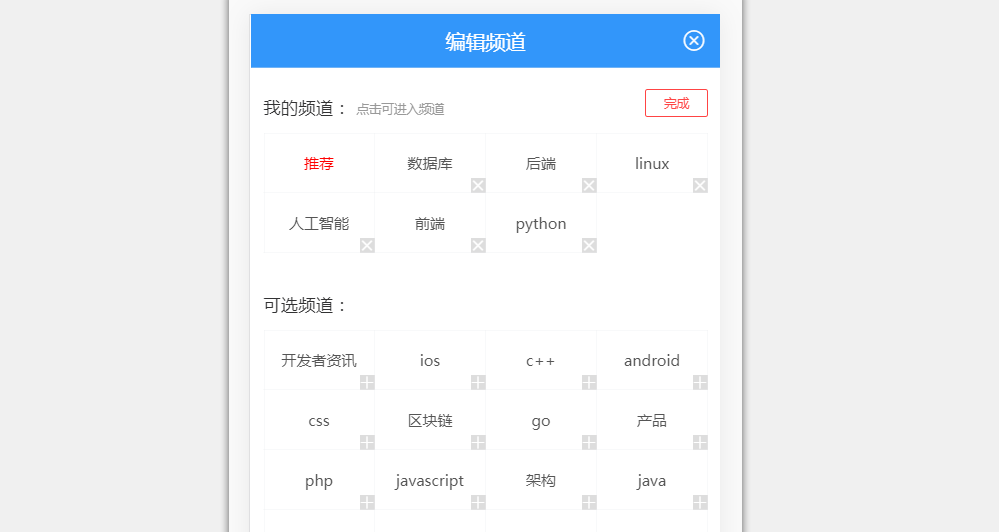 编辑频道
我的频道： 点击可进入频道 完成
推荐 数据库 后端 linux
人工智能 前端 python
可选频道：
开发者资讯 ios c++ android
css 区块链 go 产品
php javascript 架构 java